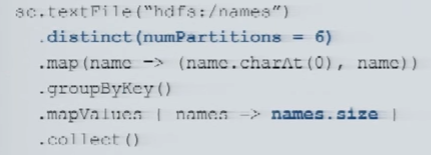 sc.textFile("hdfs:/names")
.distinct(numPartitions = 6)
.map(name -> (name.charAt(0), name))
.groupByKey()
.mapValues { names -> names.size }
.collect()